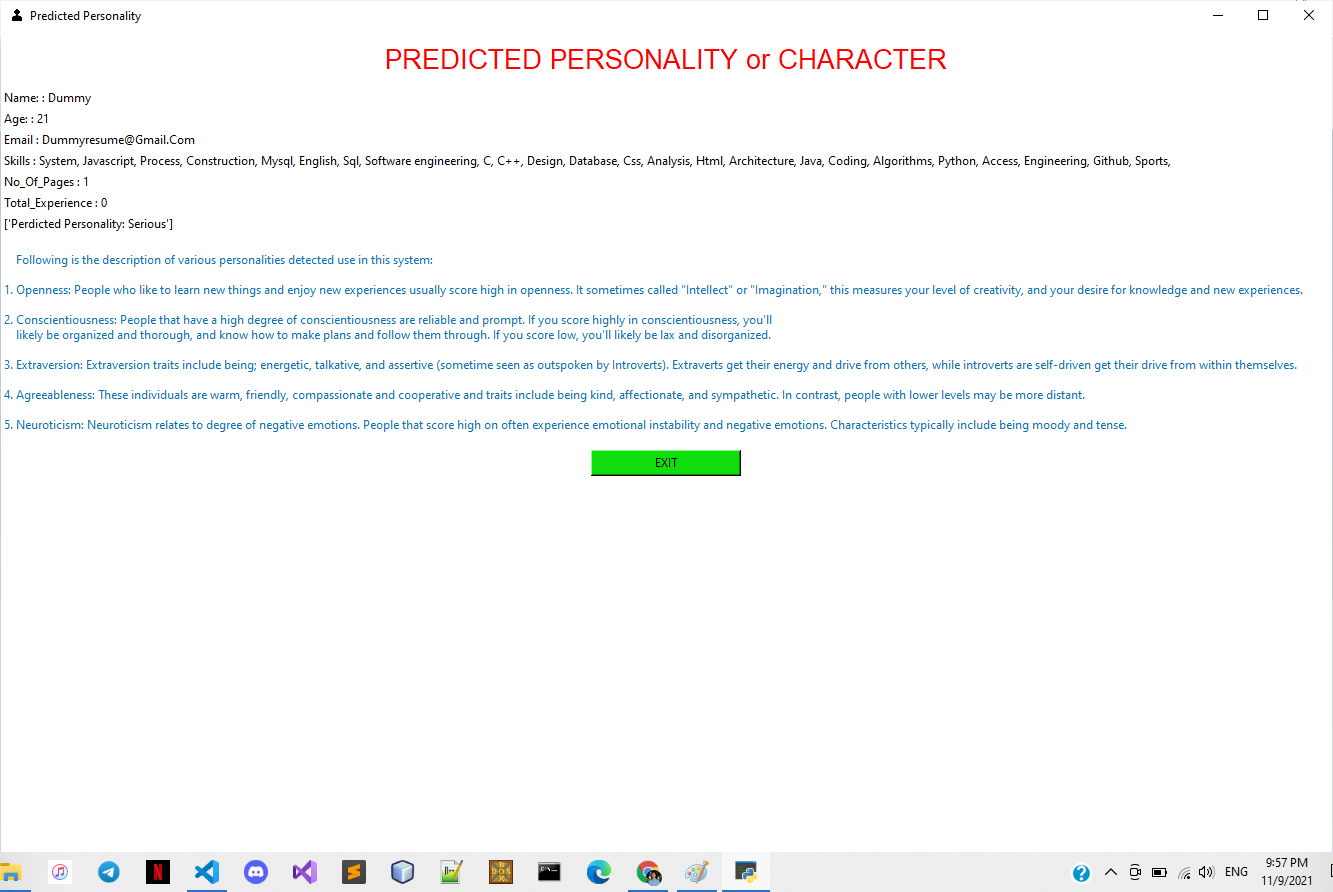 Predicted Personality
PREDICTED PERSONALITY or CHARACTER
Name: : Dummy
Age: : 21
Email : Dummyresume@Gmail.Com
Skills : System, Javascript, Process, Construction, Mysql, English, Sql, Software engineering, C, C++, Design, Database, Css, Analysis, Html, Architecture, Java, Coding, Algorithms, Python, Access, Engineering, Github, Sports,
No_Of_Pages : 1
Total_Experience : 0
['Perdicted Personality: Serious']
Following is the description of various personalities detected use in this system:
1. Openness: People who like to learn new things and enjoy new experiences usually score high in openness. It sometimes called "Intellect" or "Imagination," this measures your level of creativity, and your desire for knowledge and new experiences.
2. Conscientiousness: People that have a high degree of conscientiousness are reliable and prompt. If you score highly in conscientiousness, you'll
likely be organized and thorough, and know how to make plans and follow them through. If you score low, you'll likely be lax and disorganized.
3. Extraversion: Extraversion traits include being; energetic, talkative, and assertive (sometime seen as outspoken by Introverts). Extraverts get their energy and drive from others, while introverts are self-driven get their drive from within themselves.
4. Agreeableness: These individuals are warm, friendly, compassionate and cooperative and traits include being kind, affectionate, and sympathetic. In contrast, people with lower levels may be more distant.
5. Neuroticism: Neuroticism relates to degree of negative emotions. People that score high on often experience emotional instability and negative emotions. Characteristics typically include being moody and tense.
EXIT
ENG
9:57 PM
11/9/2021